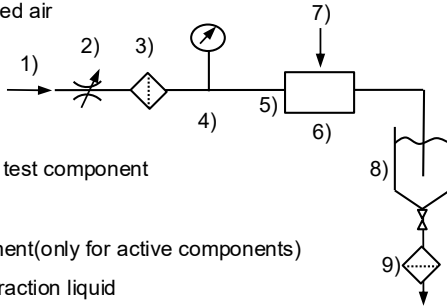 ed air
7)
2)
3)
1)
5)
4)
6)
test component
8)
nent(only for active components)
9)
raction liquid